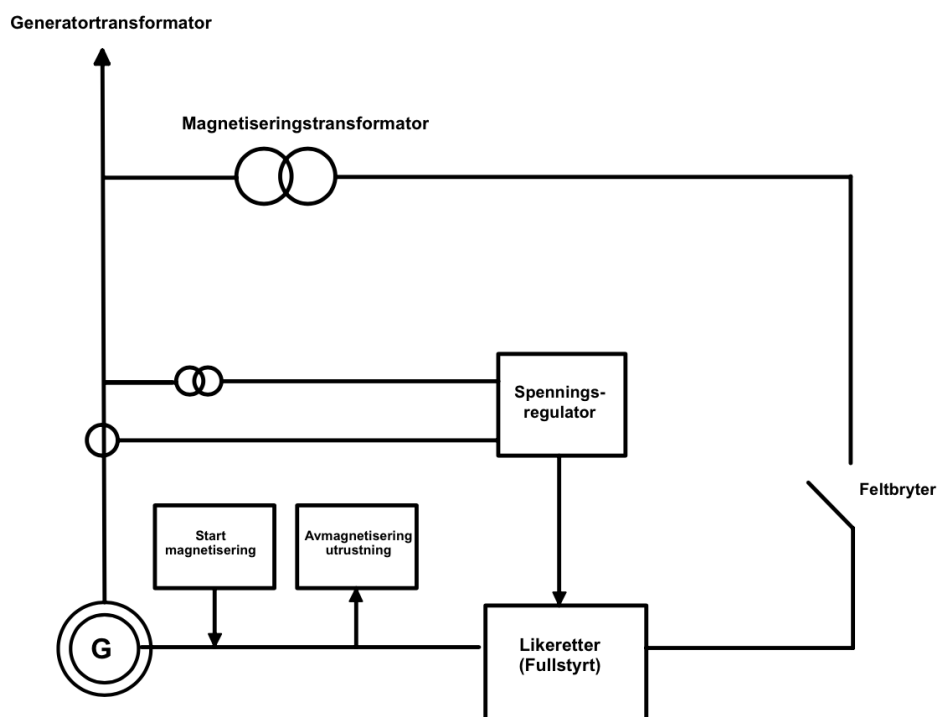 Generatortransformator
Magnetiseringstransformator
Spennings-
regulator
Feltbryter
Start
magnetisering
Avmagnetisering
utrustning
G
Likeretter
(Fullstyrt)